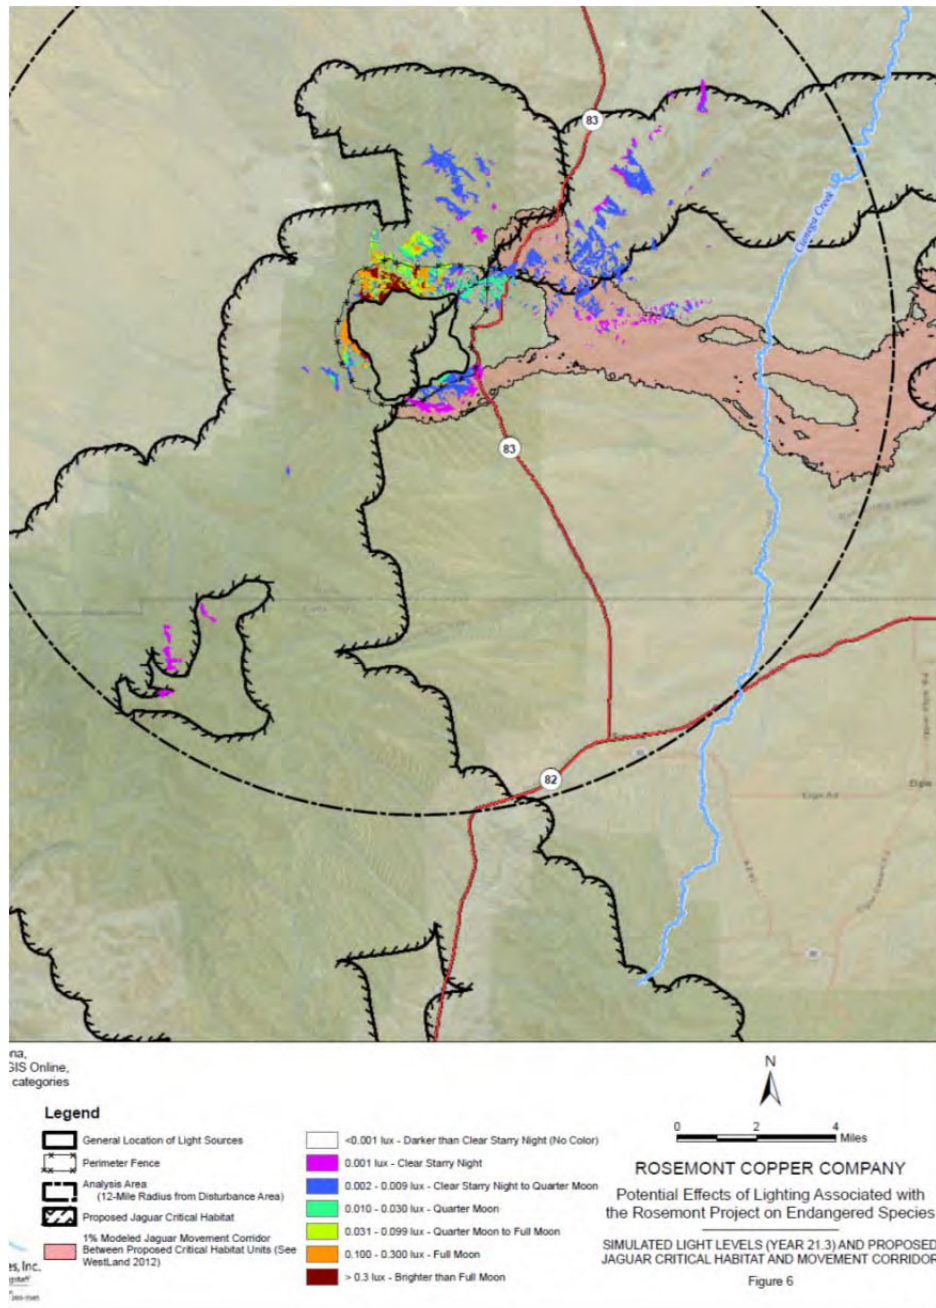 83
Cienega Creek
83
82
Elgin Rd
Elgin
na,
GIS Online,
categories
Legend
General Location of Light Sources
Perimeter Fence
Analysis Area
(12-Mile Radius from Disturbance Area)
Proposed Jaguar Critical Habitat
1% Modeled Jaguar Movement Corridor
Between Proposed Critical Habitat Units (See
WestLand 2012)
es, Inc.
<0.001 lux - Darker than Clear Starry Night (No Color)
0.001 lux - Clear Starry Night
0.002 - 0.009 lux - Clear Starry Night to Quarter Moon
0.010 - 0.030 lux - Quarter Moon
0.031 - 0.099 lux - Quarter Moon to Full Moon
0.100 - 0.300 lux - Full Moon
> 0.3 lux - Brighter than Full Moon
N
0 2 4
Miles
ROSEMONT COPPER COMPANY
Potential Effects of Lighting Associated with
the Rosemont Project on Endangered Species
SIMULATED LIGHT LEVELS (YEAR 21.3) AND PROPOSED
JAGUAR CRITICAL HABITAT AND MOVEMENT CORRIDOR
Figure 6